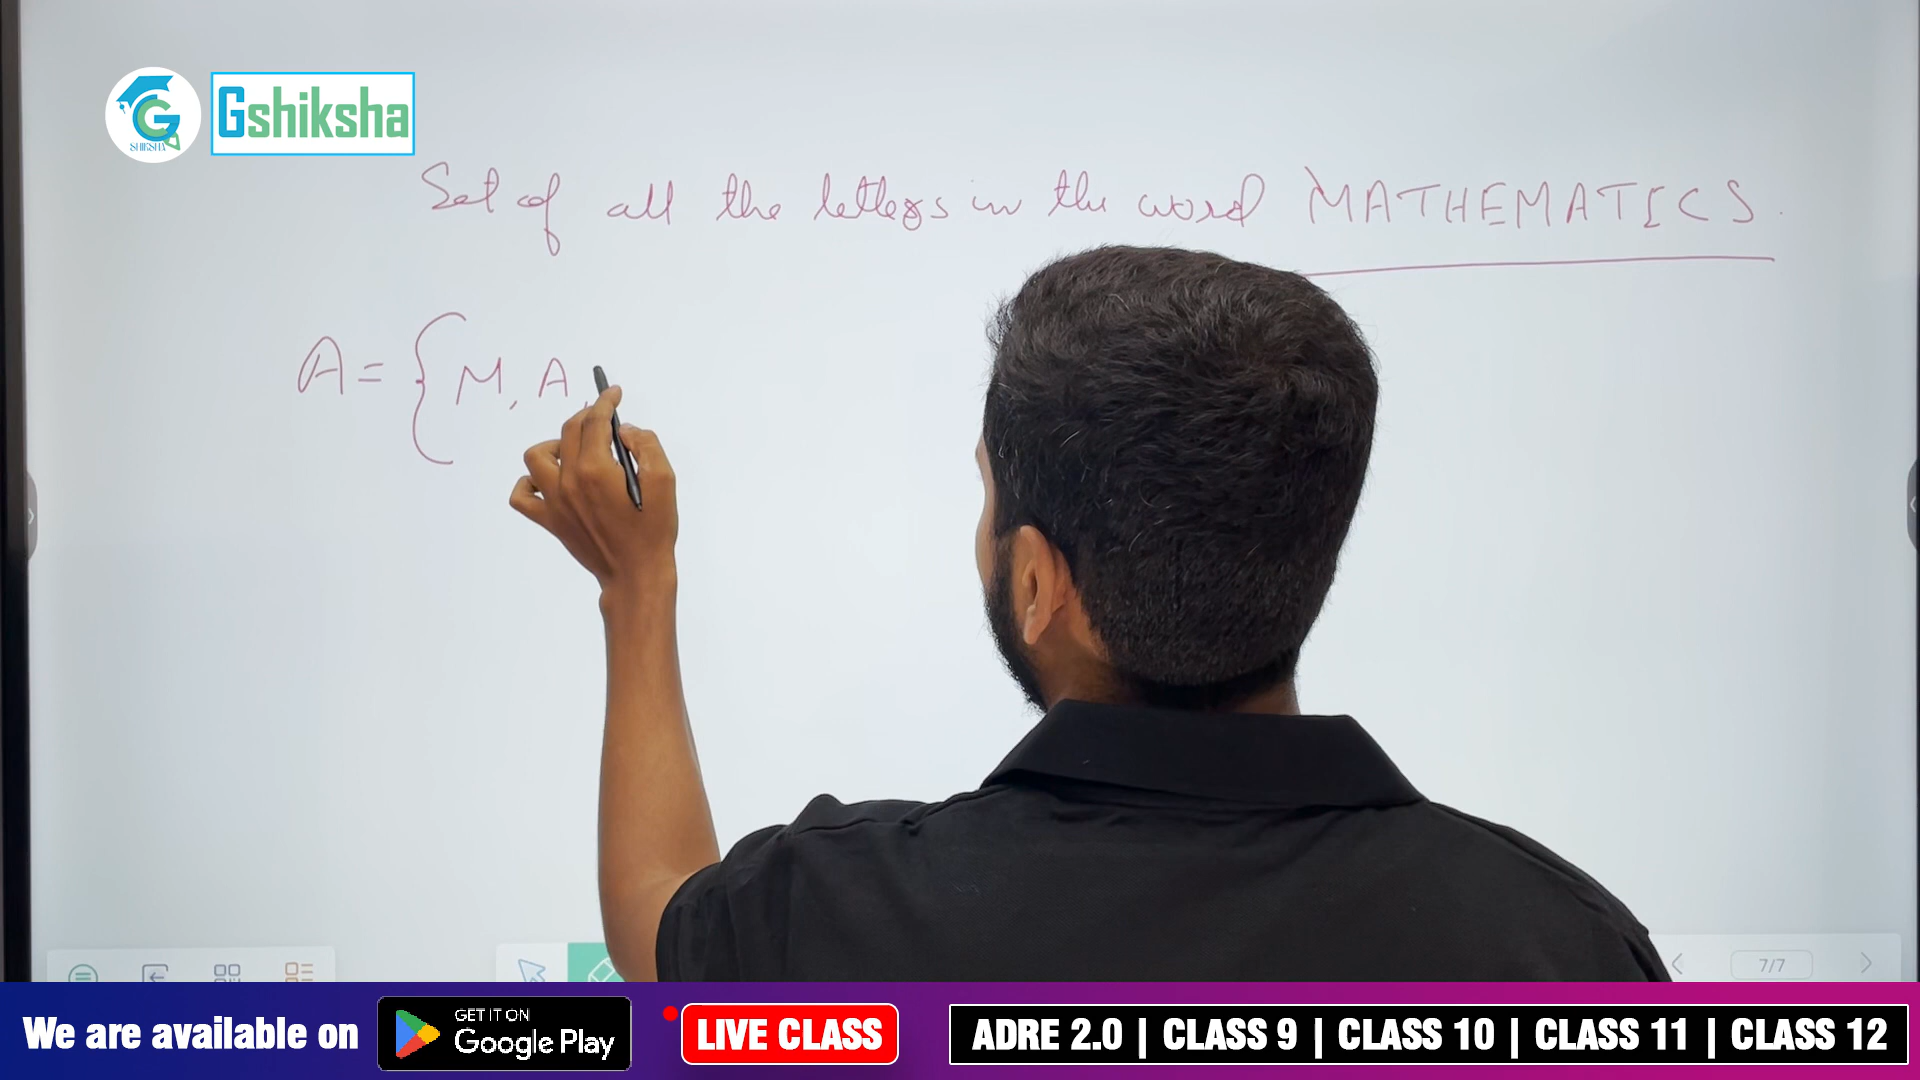 Gshiksha
SHIKSHA
Set of all the letters in the word MATHEMATICS.
A = { M, A,
7/7
We are available on
GET IT ON
Google Play
LIVE CLASS
ADRE 2.0 | CLASS 9 | CLASS 10 | CLASS 11 | CLASS 12